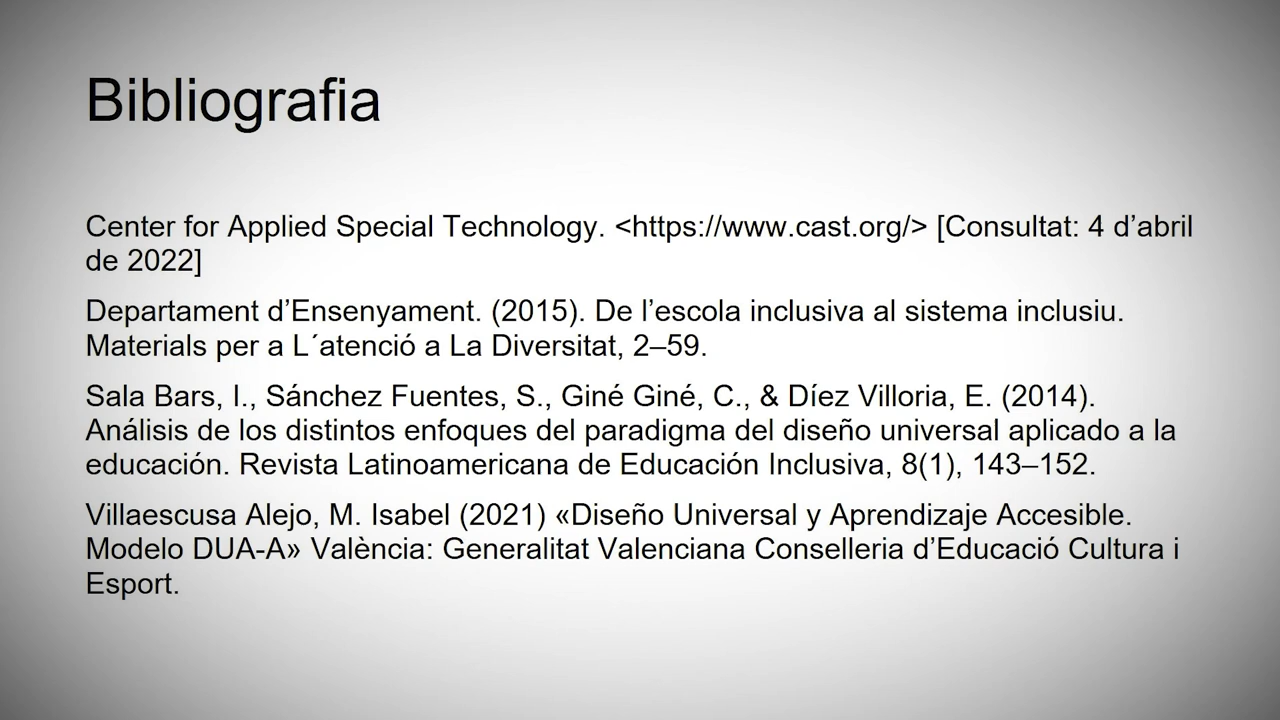 Bibliografia
Center for Applied Special Technology. <https://www.cast.org/> [Consultat: 4 d’abril
de 2022]
Departament d’Ensenyament. (2015). De l’escola inclusiva al sistema inclusiu.
Materials per a L´atenció a La Diversitat, 2–59.
Sala Bars, I., Sánchez Fuentes, S., Giné Giné, C., & Díez Villoria, E. (2014).
Análisis de los distintos enfoques del paradigma del diseño universal aplicado a la
educación. Revista Latinoamericana de Educación Inclusiva, 8(1), 143–152.
Villaescusa Alejo, M. Isabel (2021) «Diseño Universal y Aprendizaje Accesible.
Modelo DUA-A» València: Generalitat Valenciana Conselleria d’Educació Cultura i
Esport.